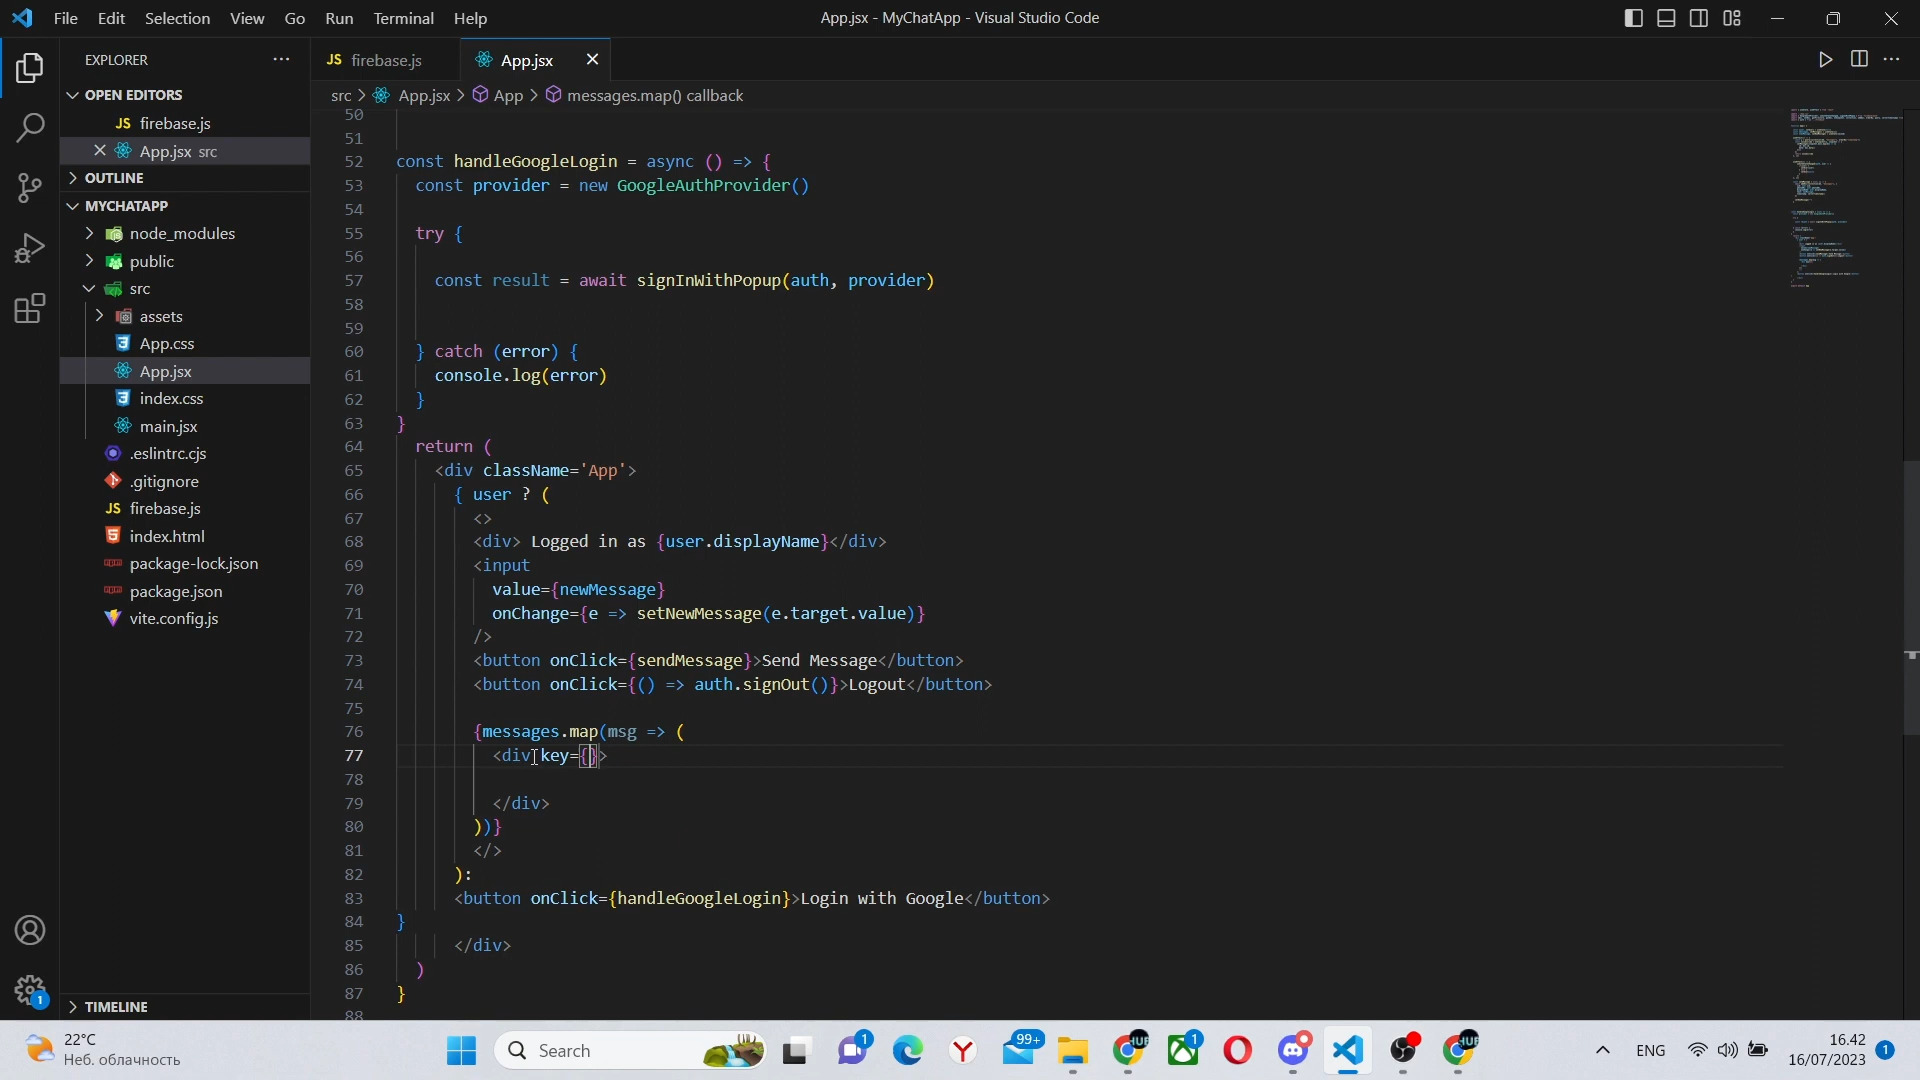 File Edit Selection View Go Run Terminal Help
App.jsx - MyChatApp - Visual Studio Code
EXPLORER
OPEN EDITORS
JS firebase.js
App.jsx src
OUTLINE
MYCHATAPP
node_modules
public
src
assets
App.css
App.jsx
index.css
main.jsx
.eslintrc.cjs
.gitignore
JS firebase.js
index.html
package-lock.json
package.json
vite.config.js
TIMELINE
1
JS firebase.js
App.jsx
src > App.jsx > App > messages.map() callback
50
51
52 const handleGoogleLogin = async () => {
53 const provider = new GoogleAuthProvider()
54
55 try {
56
57 const result = await signInWithPopup(auth, provider)
58
59
60 } catch (error) {
61 console.log(error)
62 }
63 }
64 return (
65 <div className='App'>
66 { user ? (
67 <>
68 <div> Logged in as {user.displayName}</div>
69 <input
70 value={newMessage}
71 onChange={e => setNewMessage(e.target.value)}
72 />
73 <button onClick={sendMessage}>Send Message</button>
74 <button onClick={() => auth.signOut()}>Logout</button>
75
76 {messages.map(msg => (
77 <div key={}>
78
79 </div>
80 ))}
81 </>
82 ):
83 <button onClick={handleGoogleLogin}>Login with Google</button>
84 }
85 </div>
86 )
87 }
88
22°C
Неб. облачность
Search
1
99+
HUB
1
HUB
ENG
16.42
16/07/2023
1